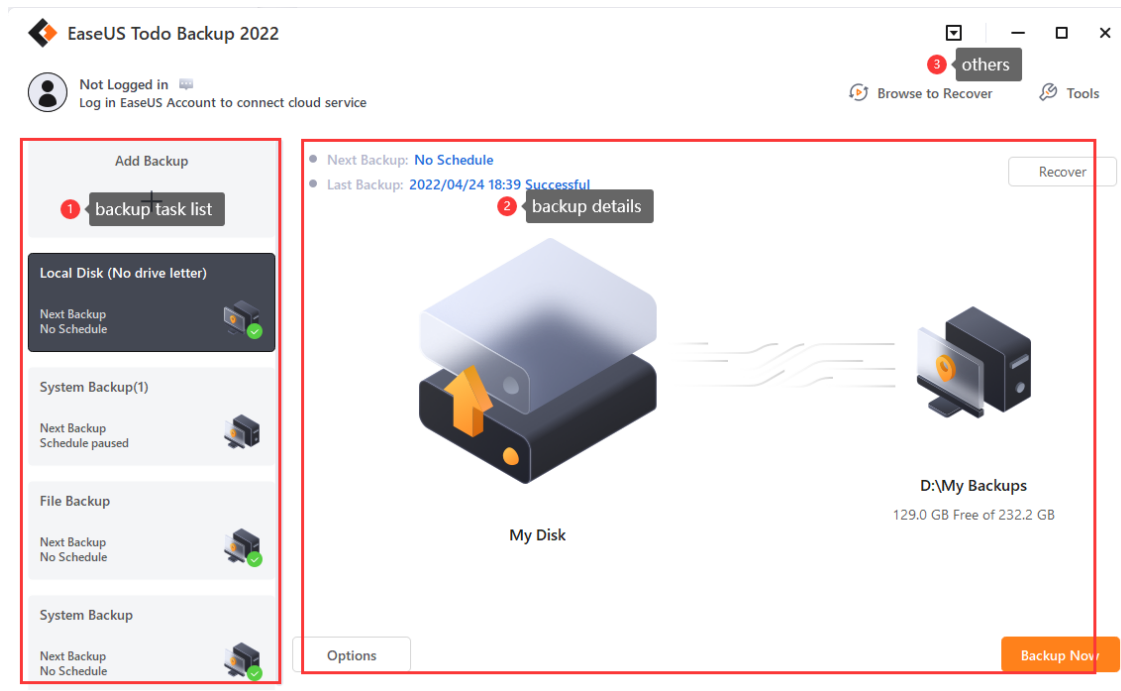 EaseUS Todo Backup 2022
3 others
Not Logged in
Log in EaseUS Account to connect cloud service
Browse to Recover
Tools
Add Backup
1 backup task list
Local Disk (No drive letter)
Next Backup
No Schedule
System Backup(1)
Next Backup
Schedule paused
File Backup
Next Backup
No Schedule
System Backup
Next Backup
No Schedule
Next Backup: No Schedule
Last Backup: 2022/04/24 18:39 Successful
Recover
2 backup details
My Disk
D:\My Backups
129.0 GB Free of 232.2 GB
Options
Backup Now